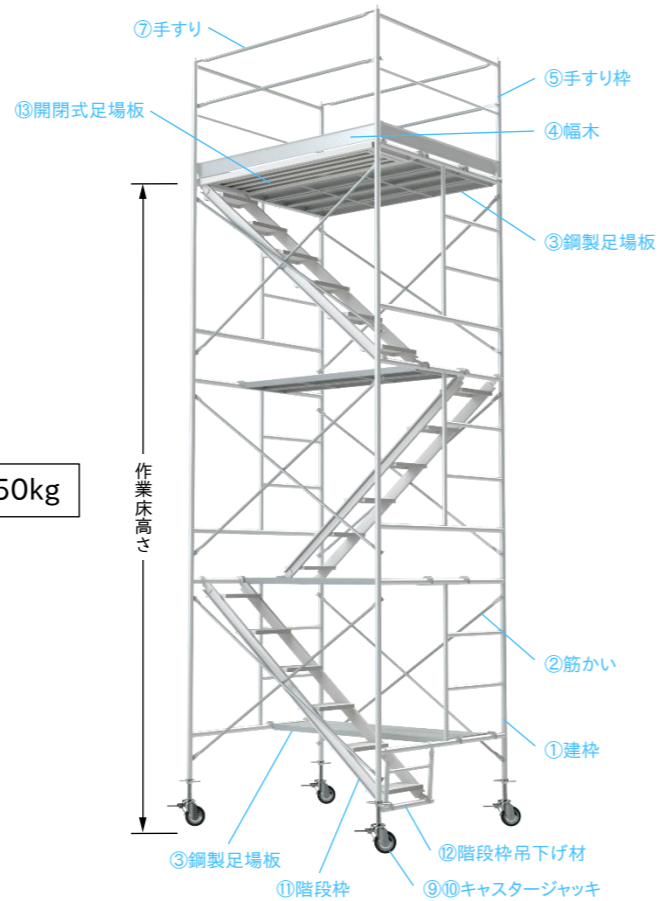 ⑦手すり
⑤手すり枠
⑬開閉式足場板
④幅木
③鋼製足場板
50kg
作業床高さ
②筋かい
①建枠
③鋼製足場板
⑫階段枠吊下げ材
⑪階段枠
⑨⑩キャスタージャッキ